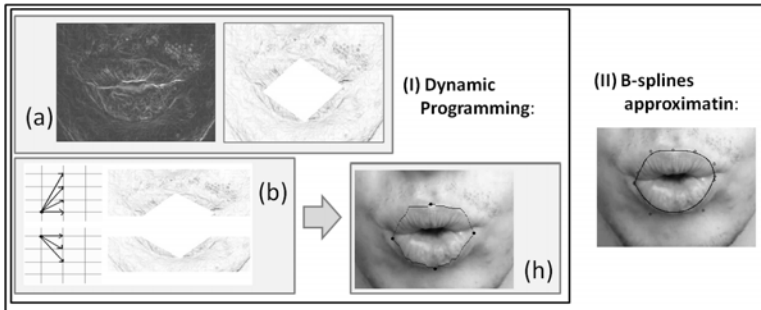 (a)
(I) Dynamic
Programming:
(II) B-splines
approximatin:
(b)
(h)